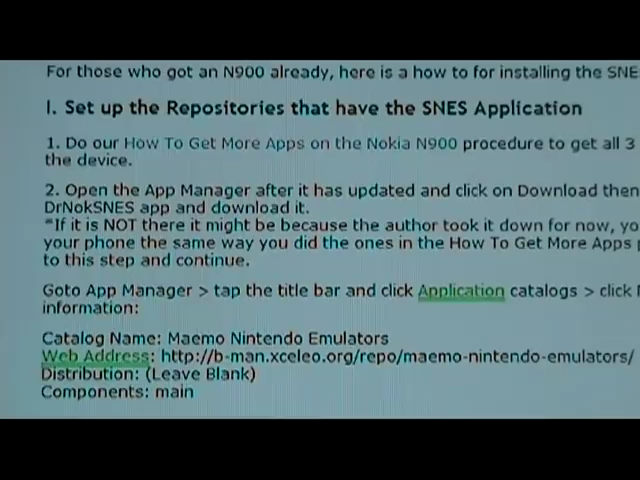 For those who got an N900 already, here is a how to for installing the SNE
I. Set up the Repositories that have the SNES Application
1. Do our How To Get More Apps on the Nokia N900 procedure to get all 3
the device.
2. Open the App Manager after it has updated and click on Download then
DrNokSNES app and download it.
*If it is NOT there it might be because the author took it down for now, yo
your phone the same way you did the ones in the How To Get More Apps
to this step and continue.
Goto App Manager > tap the title bar and click Application catalogs > click
information:
Catalog Name: Maemo Nintendo Emulators
Web Address: http://b-man.xceleo.org/repo/maemo-nintendo-emulators/
Distribution: (Leave Blank)
Components: main